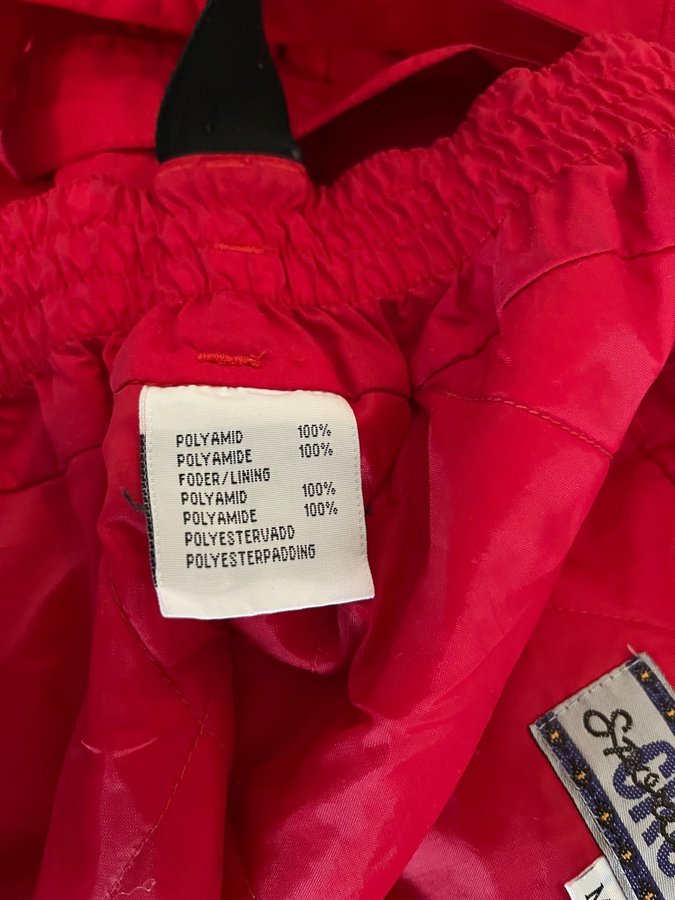 POLYAMID 100%
POLYAMIDE 100%
FODER/LINING
POLYAMID 100%
POLYAMIDE 100%
POLYESTERVADD
POLYESTERPADDING
M